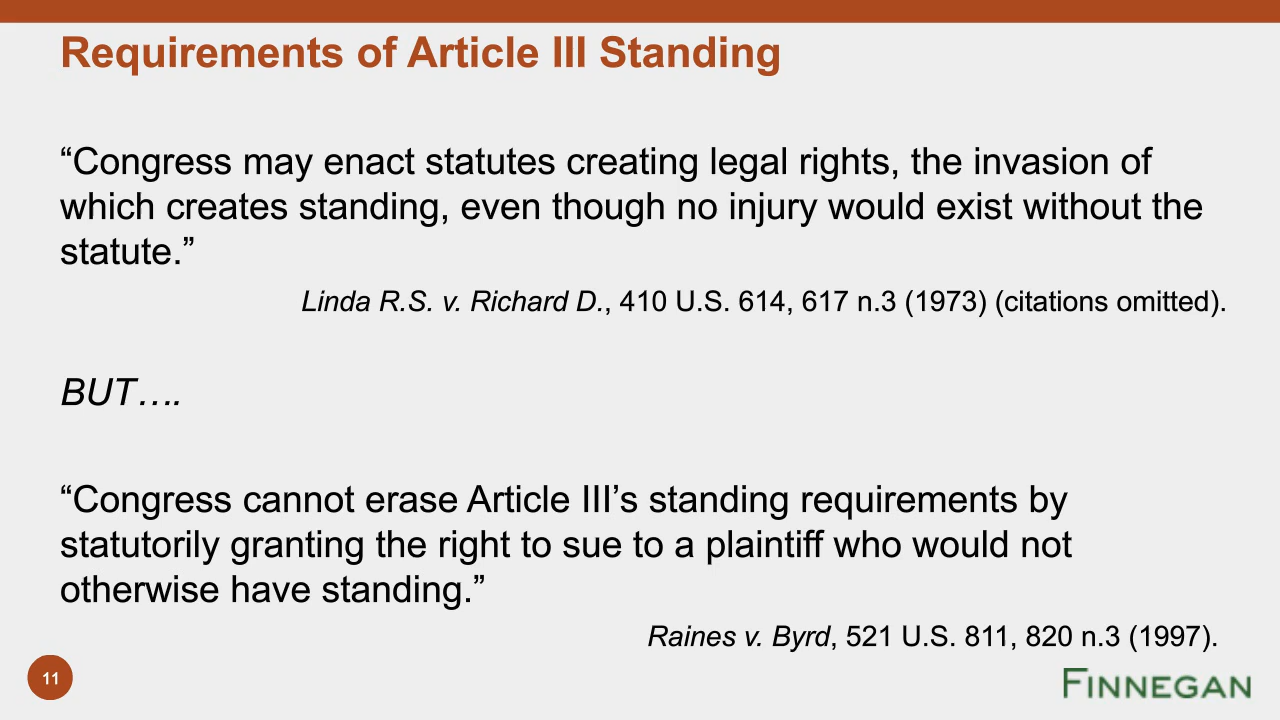 Requirements of Article III Standing
“Congress may enact statutes creating legal rights, the invasion of
which creates standing, even though no injury would exist without the
statute.”
Linda R.S. v. Richard D., 410 U.S. 614, 617 n.3 (1973) (citations omitted).
BUT….
“Congress cannot erase Article III’s standing requirements by
statutorily granting the right to sue to a plaintiff who would not
otherwise have standing.”
Raines v. Byrd, 521 U.S. 811, 820 n.3 (1997).
11
FINNEGAN